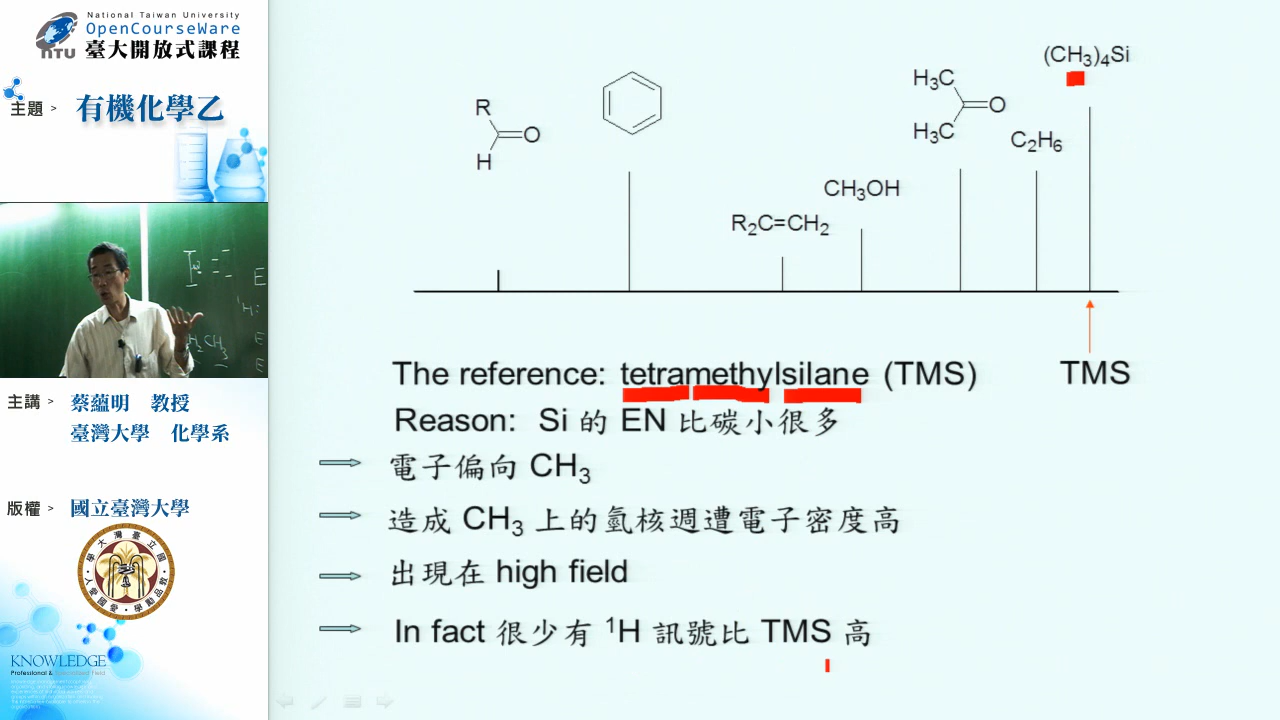 National Taiwan University
OpenCourseWare
臺大開放式課程
NTU
主題 > 有機化學乙
主講 > 蔡蘊明 教授
臺灣大學 化學系
版權 > 國立臺灣大學
KNOWLEDGE
R
O
H
R₂C=CH₂
CH₃OH
H₃C
O
H₃C
C₂H₆
(CH₃)₄Si
The reference: tetramethylsilane (TMS)
TMS
Reason: Si 的 EN 比碳小很多
電子偏向 CH₃
造成 CH₃ 上的氫核週遭電子密度高
出現在 high field
In fact 很少有 ¹H 訊號比 TMS 高